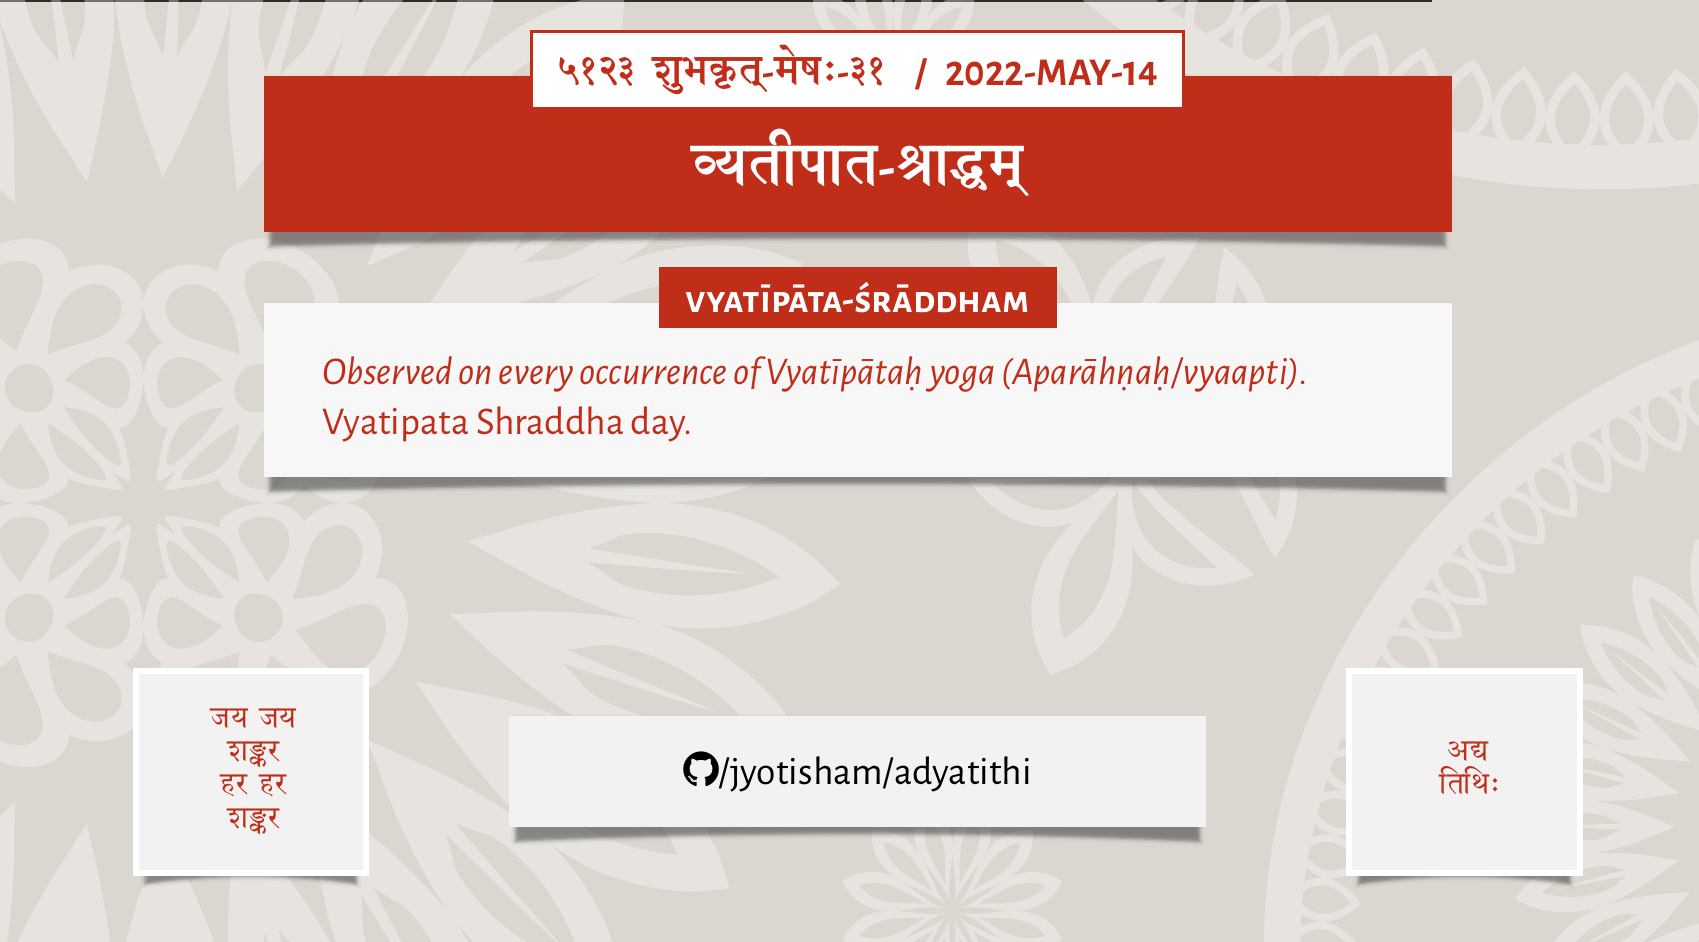 ५१२३ शुभकृत्-मेषः-३१ / 2022-MAY-14
व्यतीपात-श्राद्धम्
VYATĪPĀTA-ŚRĀDDHAM
Observed on every occurrence of Vyatīpātaḥ yoga (Aparāhṇaḥ/vyaapti).
Vyatipata Shraddha day.
जय जय
शङ्कर
हर हर
शङ्कर
/jyotisham/adyatithi
अद्य
तिथिः